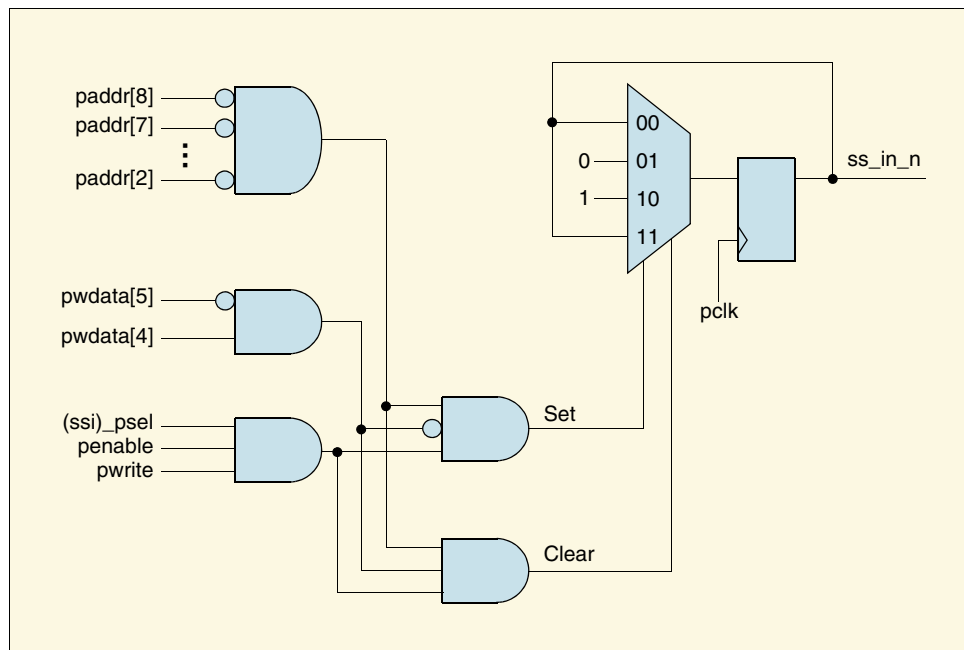 paddr[8]
paddr[7]
⋮
paddr[2]
pwdata[5]
pwdata[4]
(ssi)_psel
penable
pwrite
Set
Clear
00
0 01
1 10
11
pclk
ss_in_n